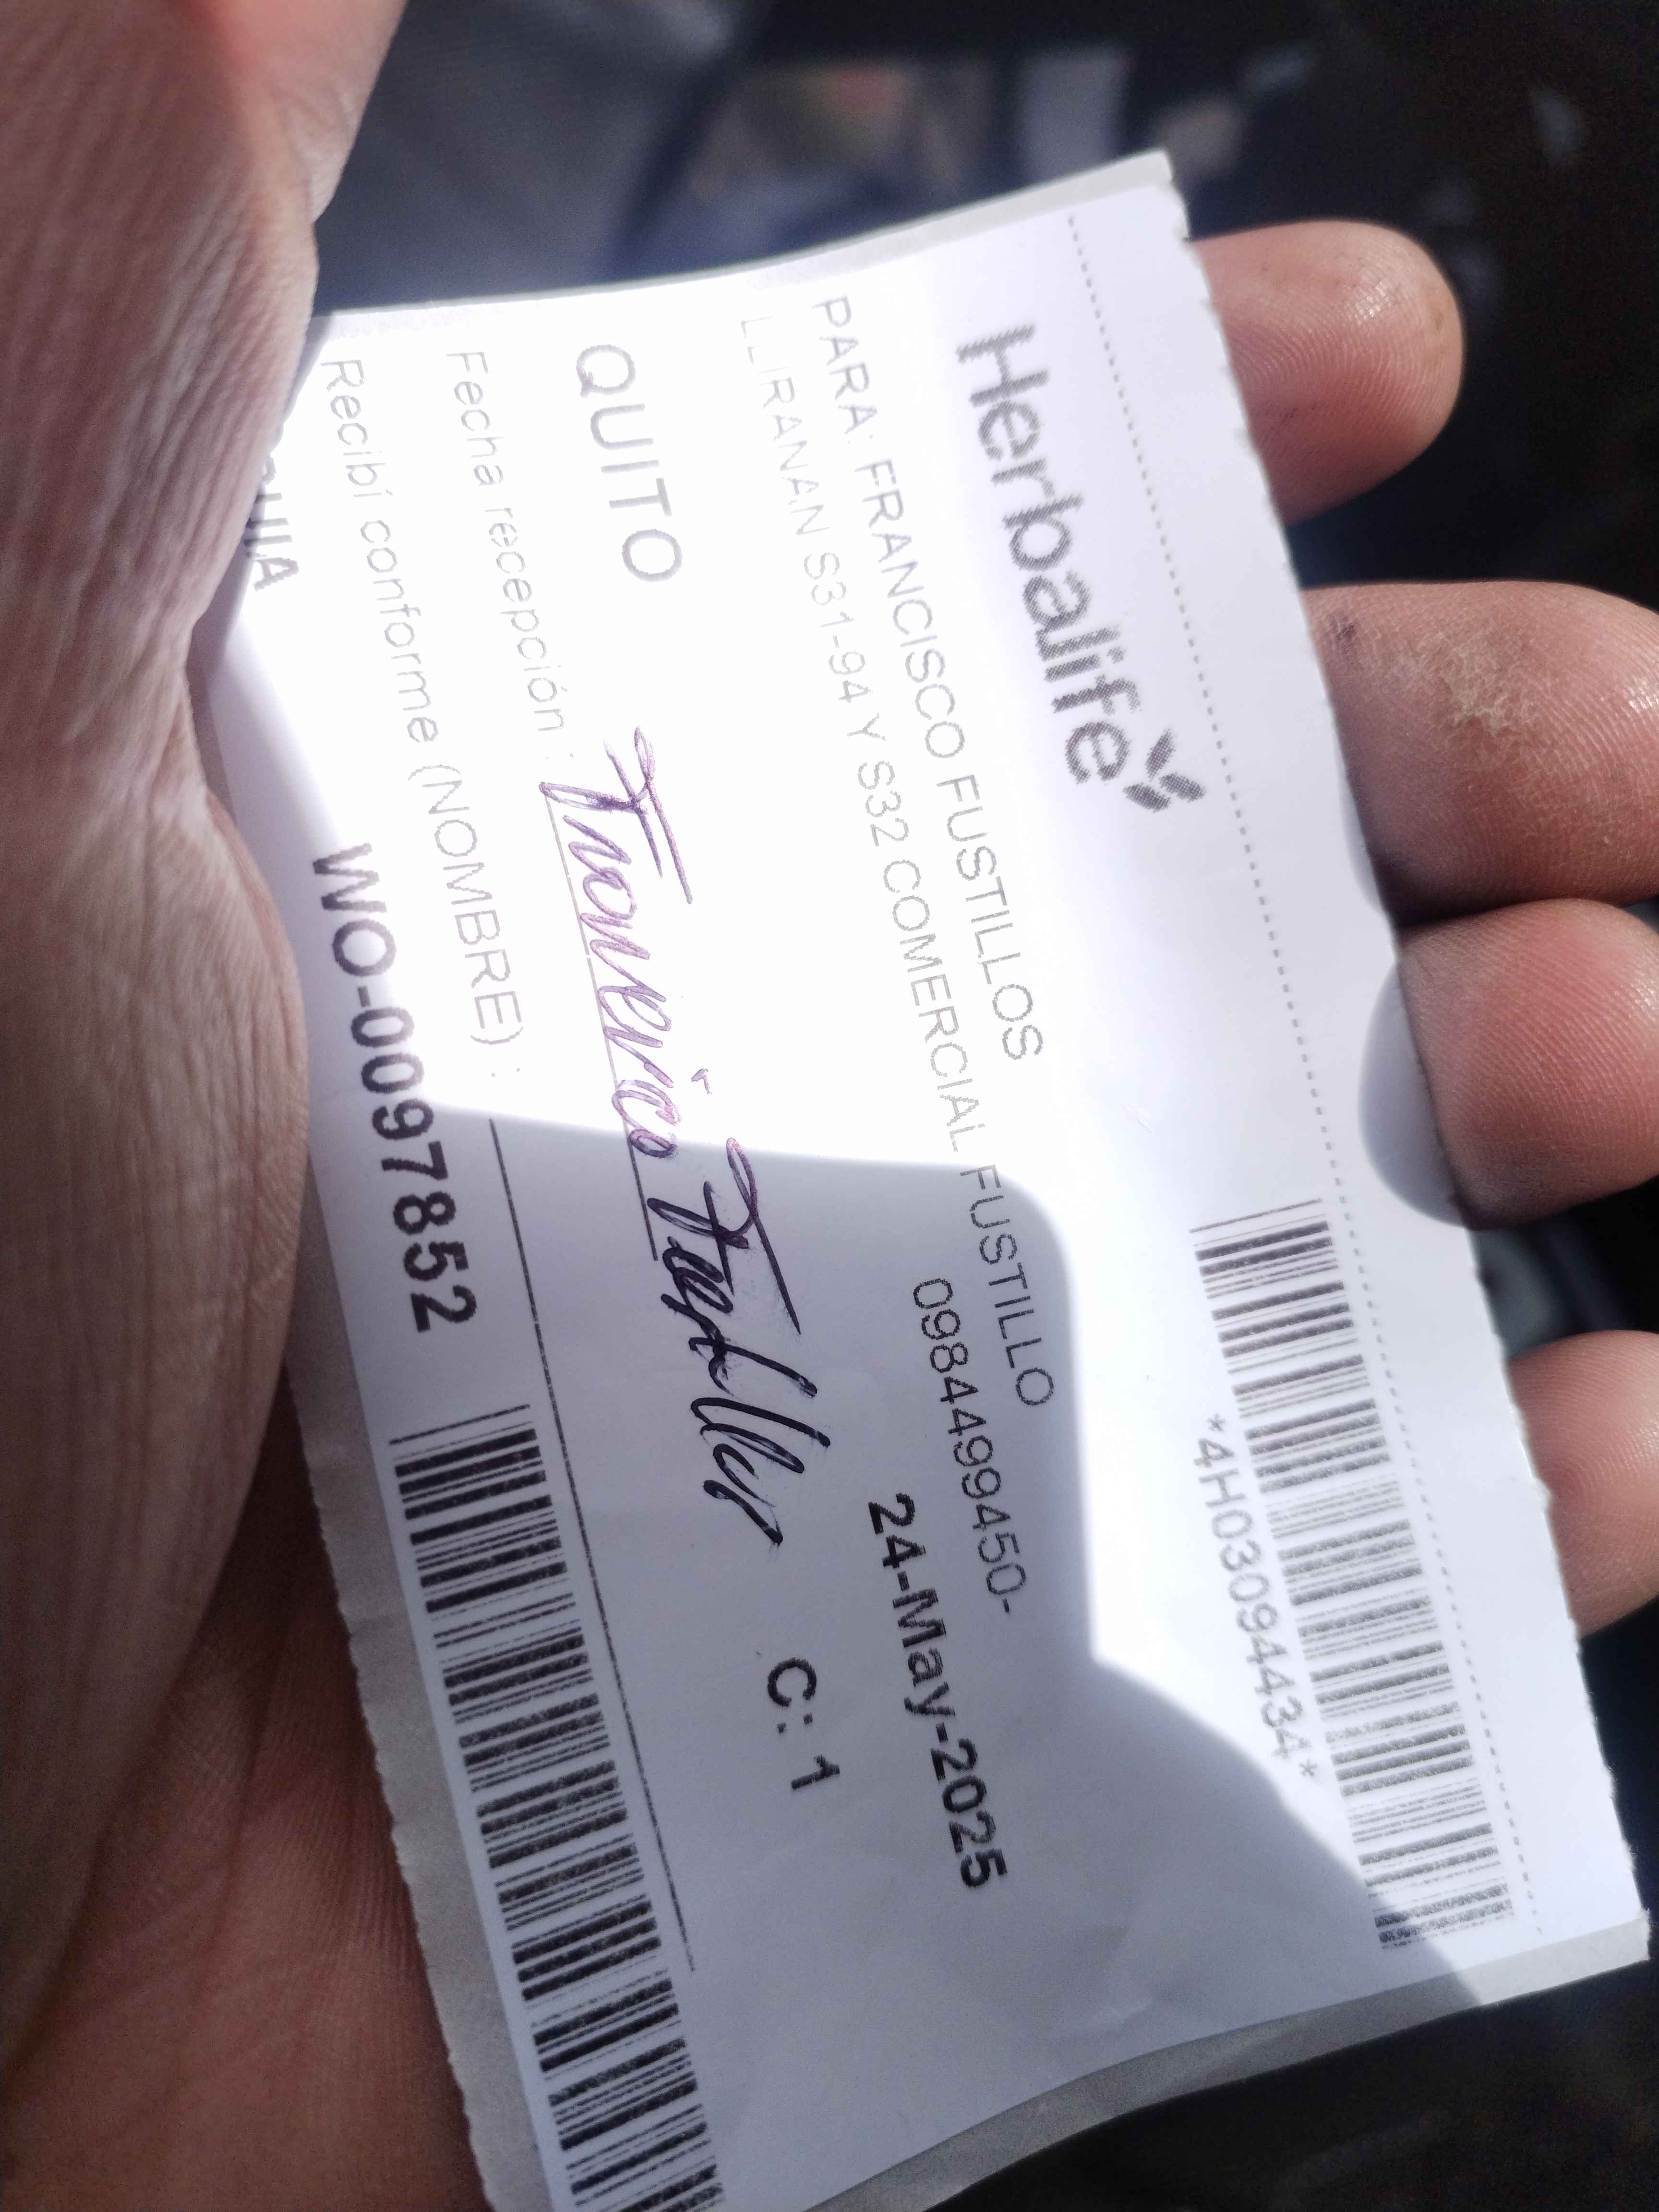 *4H03094434*
Herbalife
PARA: FRANCISCO FUSTILLOS
LLIRANAN S31-94 Y S32 COMERCIAL FUSTILLO
0984499450-
24-May-2025
QUITO
C: 1
Fecha recepción :
Recibí conforme (NOMBRE) :
WO-0097852